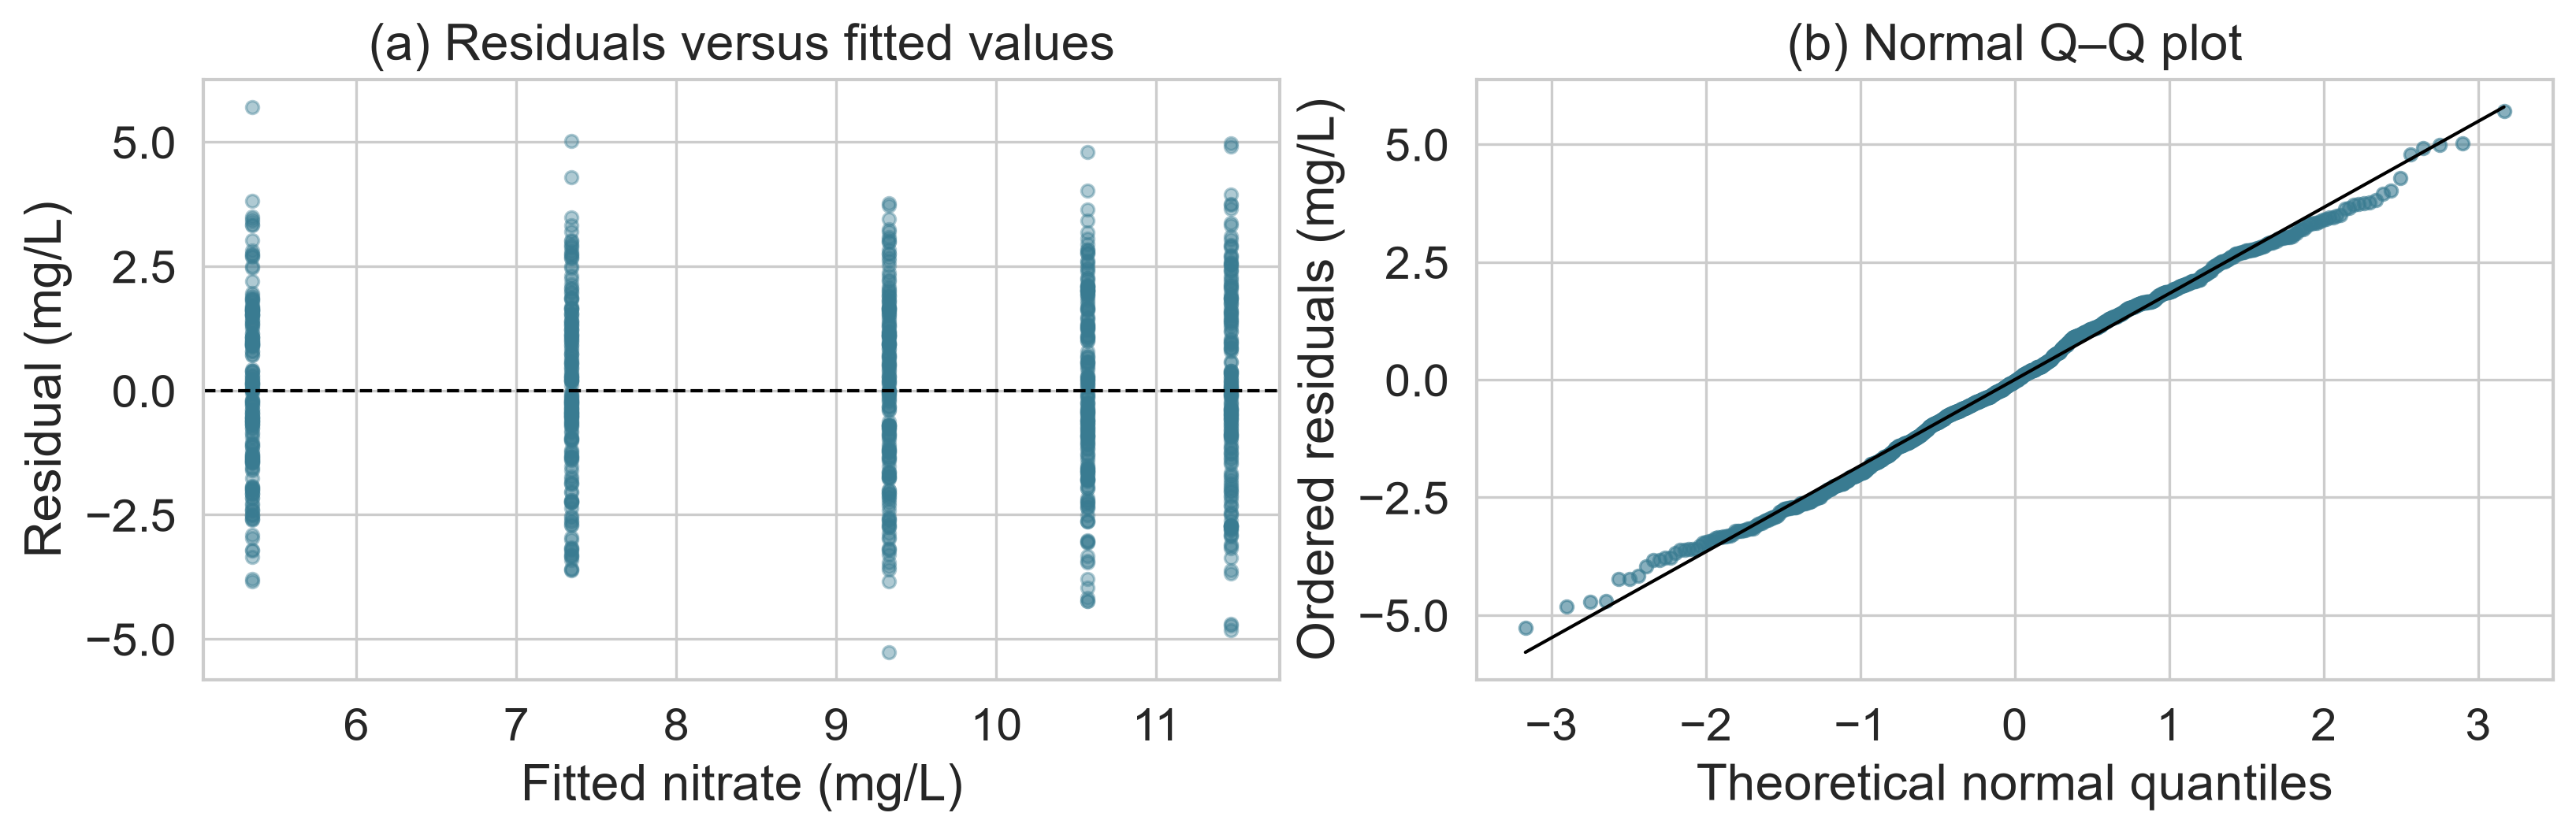 (a) Residuals versus fitted values
Residual (mg/L)
5.0
2.5
0.0
−2.5
−5.0
6 7 8 9 10 11
Fitted nitrate (mg/L)
(b) Normal Q–Q plot
Ordered residuals (mg/L)
5.0
2.5
0.0
−2.5
−5.0
−3 −2 −1 0 1 2 3
Theoretical normal quantiles